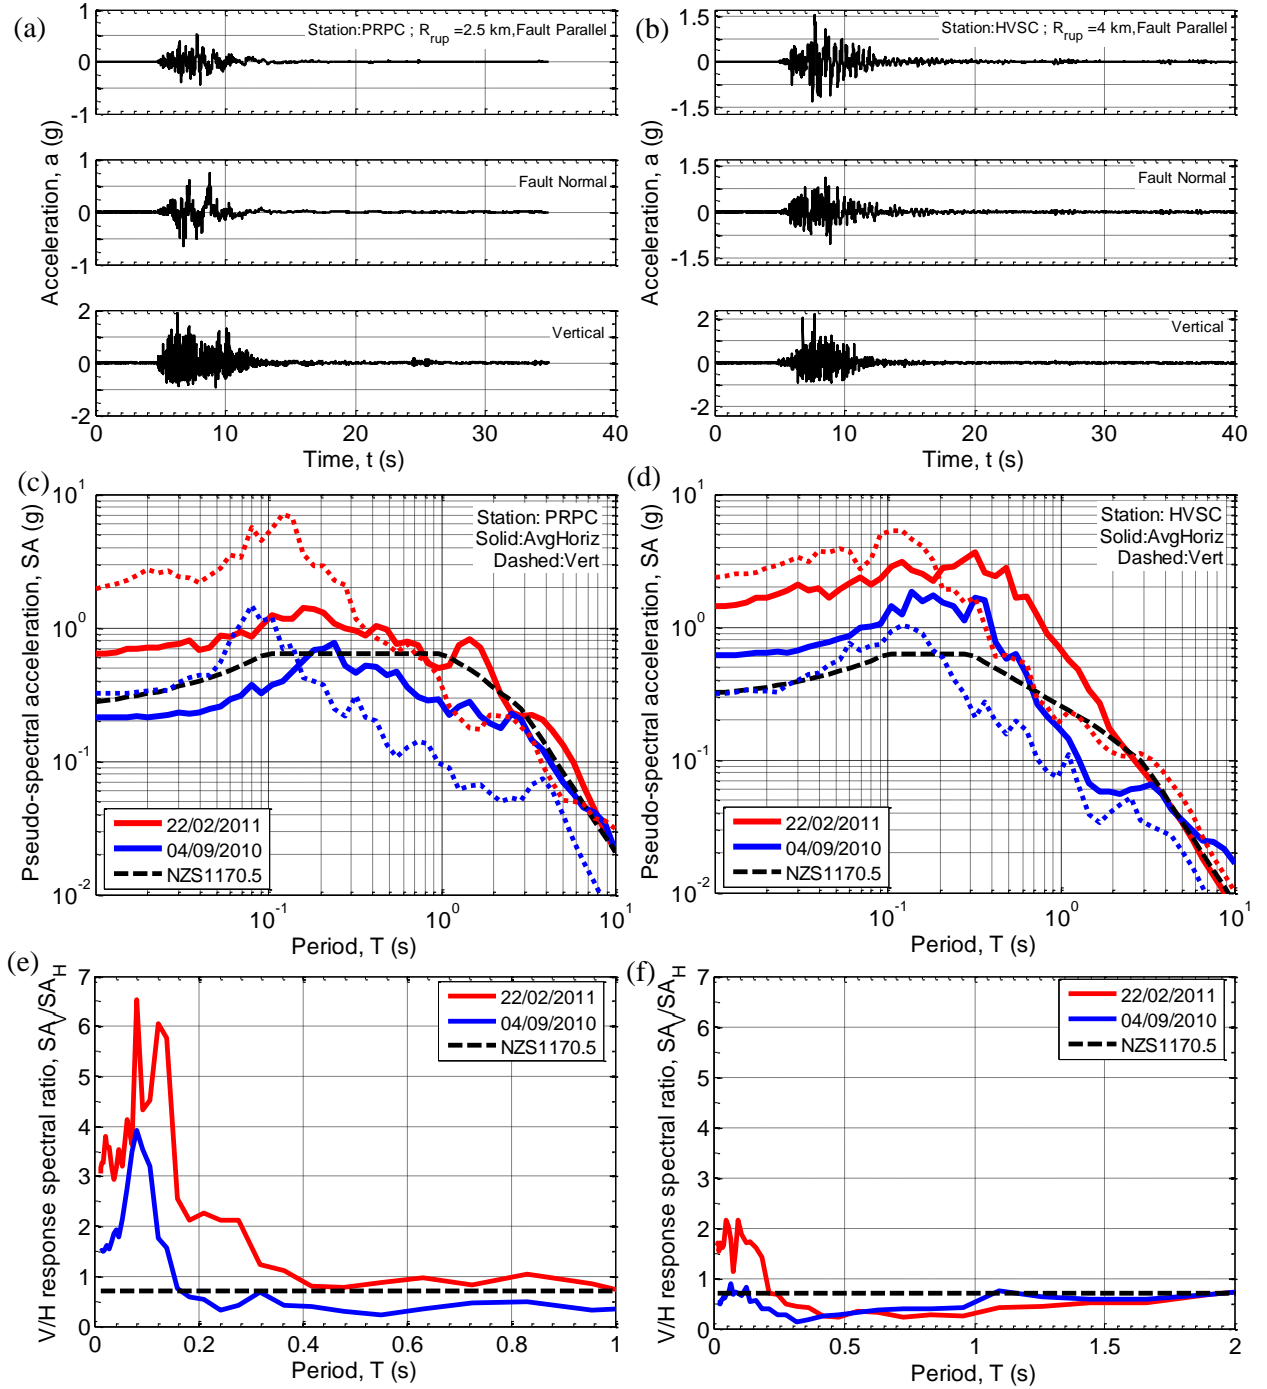 (a)
Station:PRPC ; R_rup =2.5 km,Fault Parallel
1
0
-1
Fault Normal
1
0
-1
Vertical
2
0
-2
Acceleration, a (g)
0 10 20 30 40
Time, t (s)
(b)
Station:HVSC ; R_rup =4 km,Fault Parallel
1.5
0
-1.5
Fault Normal
1.5
0
-1.5
Vertical
2
0
-2
Acceleration, a (g)
0 10 20 30 40
Time, t (s)
(c)
Station: PRPC
Solid:AvgHoriz
Dashed:Vert
10^1
10^0
10^-1
10^-2
Pseudo-spectral acceleration, SA (g)
22/02/2011
04/09/2010
NZS1170.5
10^-1 10^0 10^1
Period, T (s)
(d)
Station: HVSC
Solid:AvgHoriz
Dashed:Vert
10^1
10^0
10^-1
10^-2
Pseudo-spectral acceleration, SA (g)
22/02/2011
04/09/2010
NZS1170.5
10^-1 10^0 10^1
Period, T (s)
(e)
22/02/2011
04/09/2010
NZS1170.5
7
6
5
4
3
2
1
0
V/H response spectral ratio, SA_V/SA_H
0 0.2 0.4 0.6 0.8 1
Period, T (s)
(f)
22/02/2011
04/09/2010
NZS1170.5
7
6
5
4
3
2
1
0
V/H response spectral ratio, SA_V/SA_H
0 0.5 1 1.5 2
Period, T (s)